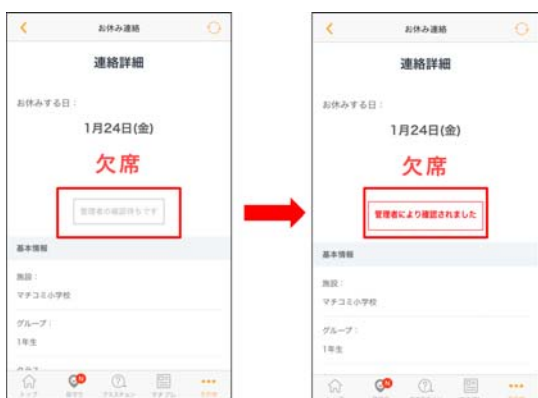 お休み連絡
連絡詳細
お休みする日：
1月24日(金)
欠席
管理者の確認待ちです
基本情報
施設：
マチコミ小学校
グループ：
1年生
トップ
お休み連絡
連絡詳細
お休みする日：
1月24日(金)
欠席
管理者により確認されました
基本情報
施設：
マチコミ小学校
グループ：
1年生